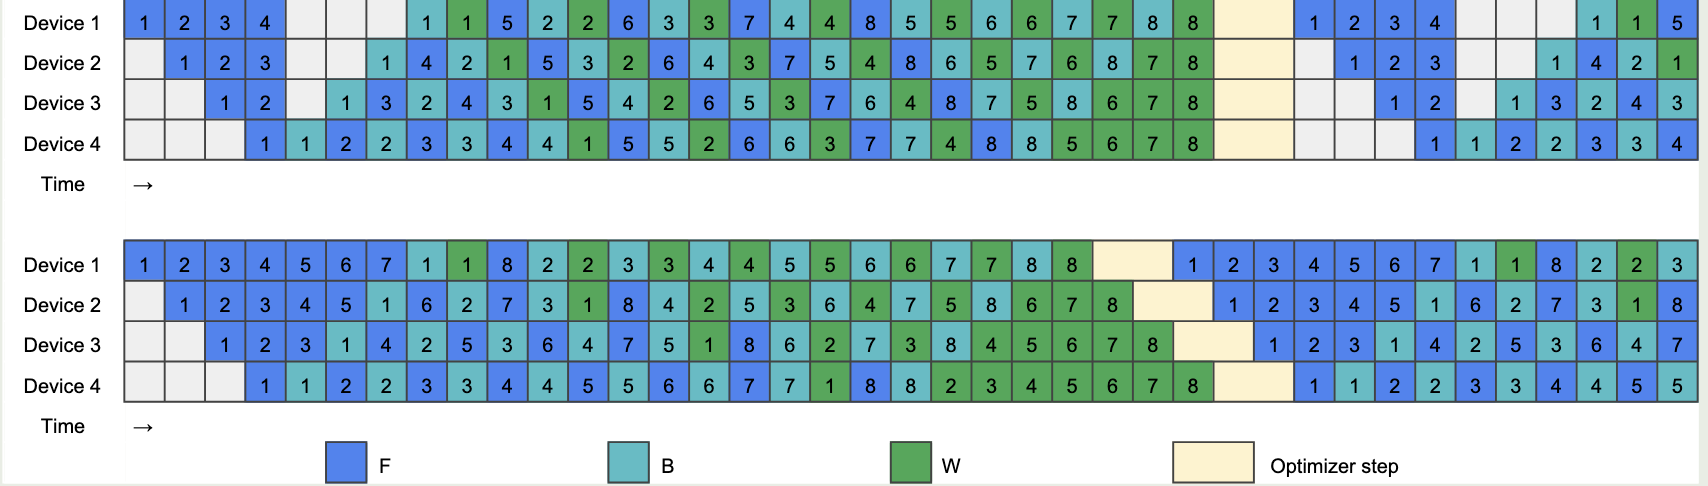 Device 1 1 2 3 4 1 1 5 2 2 6 3 3 7 4 4 8 5 5 6 6 7 7 8 8 1 2 3 4 1 1 5
Device 2 1 2 3 1 4 2 1 5 3 2 6 4 3 7 5 4 8 6 5 7 6 8 7 8 1 2 3 1 4 2 1
Device 3 1 2 1 3 2 4 3 1 5 4 2 6 5 3 7 6 4 8 7 5 8 6 7 8 1 2 1 3 2 4 3
Device 4 1 1 2 2 3 3 4 4 1 5 5 2 6 6 3 7 7 4 8 8 5 6 7 8 1 1 2 2 3 3 4
Time →
Device 1 1 2 3 4 5 6 7 1 1 8 2 2 3 3 4 4 5 5 6 6 7 7 8 8 1 2 3 4 5 6 7 1 1 8 2 2 3
Device 2 1 2 3 4 5 1 6 2 7 3 1 8 4 2 5 3 6 4 7 5 8 6 7 8 1 2 3 4 5 1 6 2 7 3 1 8
Device 3 1 2 3 1 4 2 5 3 6 4 7 5 1 8 6 2 7 3 8 4 5 6 7 8 1 2 3 1 4 2 5 3 6 4 7
Device 4 1 1 2 2 3 3 4 4 5 5 6 6 7 7 1 8 8 2 3 4 5 6 7 8 1 1 2 2 3 3 4 4 5 5
Time →
F B W Optimizer step